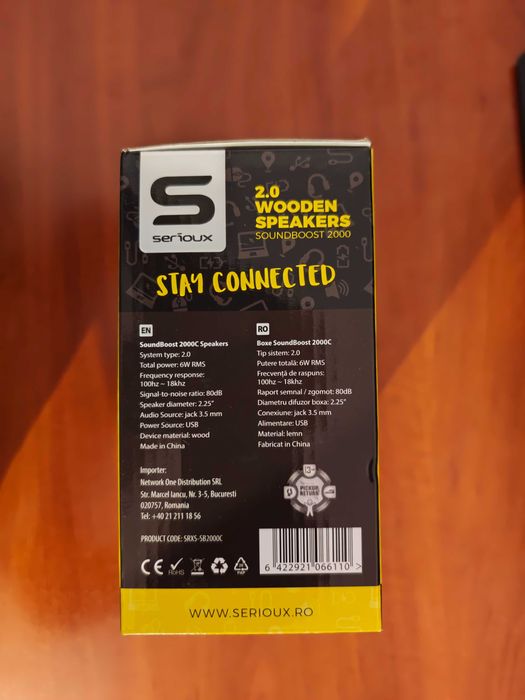 S
serioux
2.0
WOODEN
SPEAKERS
SOUNDBOOST 2000
STAY CONNECTED
EN
SoundBoost 2000C Speakers
System type: 2.0
Total power: 6W RMS
Frequency response:
100hz ~ 18khz
Signal-to-noise ratio: 80dB
Speaker diameter: 2.25"
Audio Source: jack 3.5 mm
Power Source: USB
Device material: wood
Made in China
RO
Boxe SoundBoost 2000C
Tip sistem: 2.0
Putere totală: 6W RMS
Frecvență de raspuns:
100hz ~ 18khz
Raport semnal / zgomot: 80dB
Diametru difuzor boxa: 2.25"
Conexiune: jack 3.5 mm
Alimentare: USB
Material: lemn
Fabricat in China
Importer:
Network One Distribution SRL
Str. Marcel Iancu, Nr. 3-5, Bucuresti
020757, Romania
Tel: +40 21 211 18 56
PRODUCT CODE: SRXS-SB2000C
CE
RoHS
PAP
PICKUP
RETURN
6 422921 066110 >
WWW.SERIOUX.RO